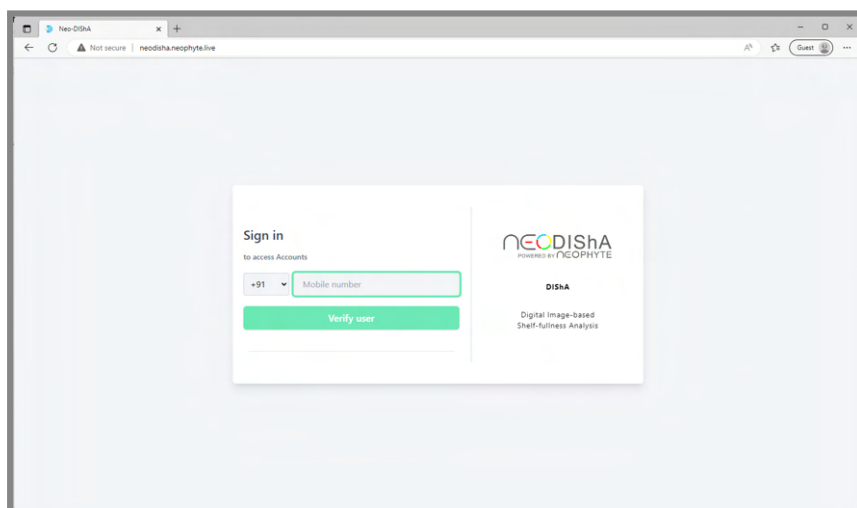 Neo-DIShA
Not secure
neodisha.neophyte.live
Guest
Sign in
to access Accounts
+91
Mobile number
Verify user
NEODIShA
POWERED BY NEOPHYTE
DIShA
Digital Image-based
Shelf-fullness Analysis